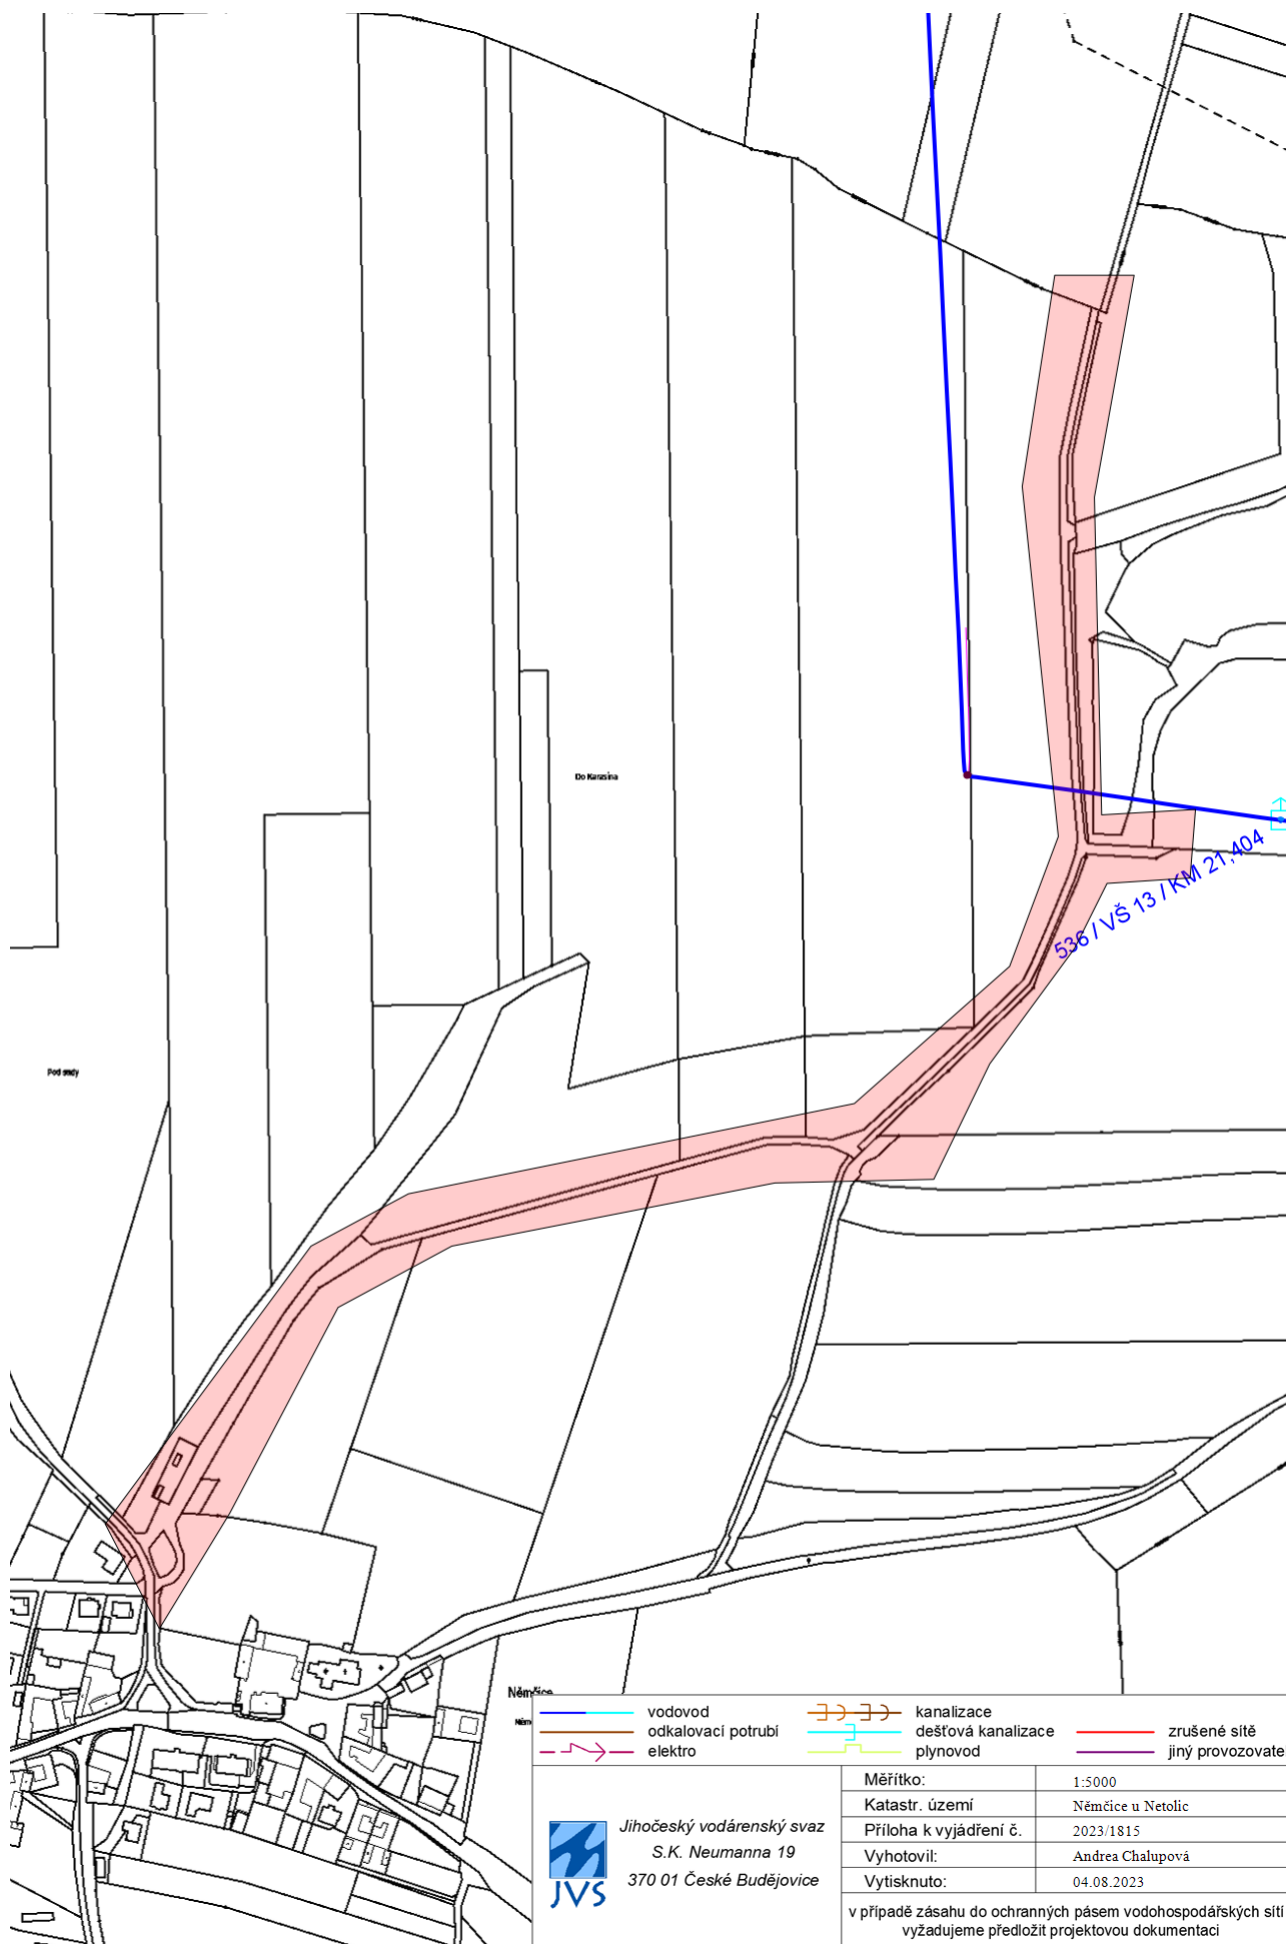 Do Karasína
536 / VŠ 13 / KM 21,404
Pod sady
Němčice
Něm
vodovod
odkalovací potrubí
elektro
kanalizace
dešťová kanalizace
plynovod
zrušené sítě
jiný provozovate
Jihočeský vodárenský svaz
S.K. Neumanna 19
370 01 České Budějovice
JVS
Měřítko: 1:5000
Katastr. území Němčice u Netolic
Příloha k vyjádření č. 2023/1815
Vyhotovil: Andrea Chalupová
Vytisknuto: 04.08.2023
v případě zásahu do ochranných pásem vodohospodářských sítí
vyžadujeme předložit projektovou dokumentaci